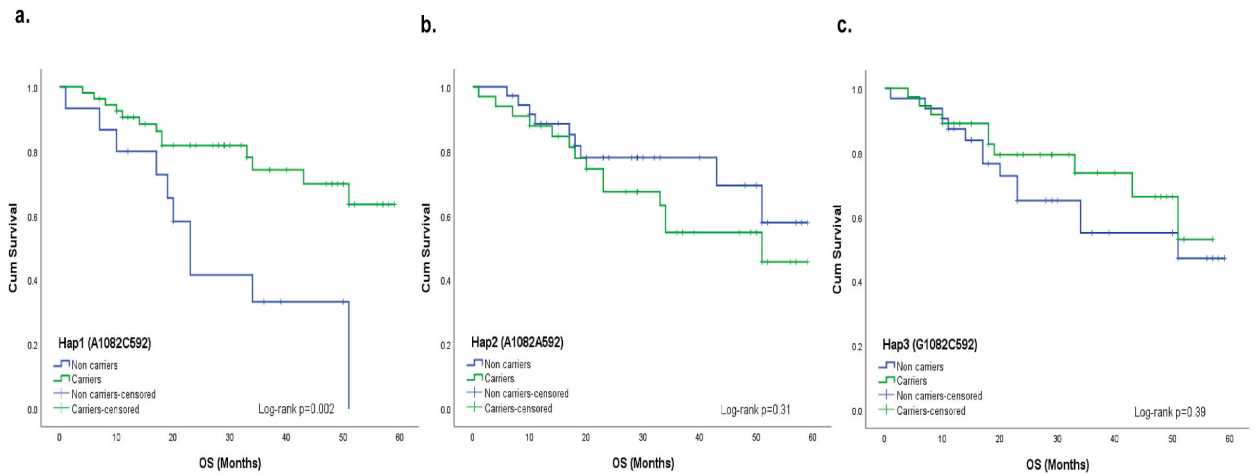 a.
Cum Survival
1.0
0.8
0.6
0.4
0.2
0.0
Hap1 (A1082C592)
Non carriers
Carriers
Non carriers-censored
Carriers-censored
Log-rank p=0.002
0 10 20 30 40 50 60
OS (Months)
b.
Cum Survival
1.0
0.8
0.6
0.4
0.2
0.0
Hap2 (A1082A592)
Non carriers
Carriers
Non carriers-censored
Carriers-censored
Log-rank p=0.31
0 10 20 30 40 50 60
OS (Months)
c.
Cum Survival
1.0
0.8
0.6
0.4
0.2
0.0
Hap3 (G1082C592)
Non carriers
Carriers
Non carriers-censored
Carriers-censored
Log-rank p=0.39
0 10 20 30 40 50 60
OS (Months)